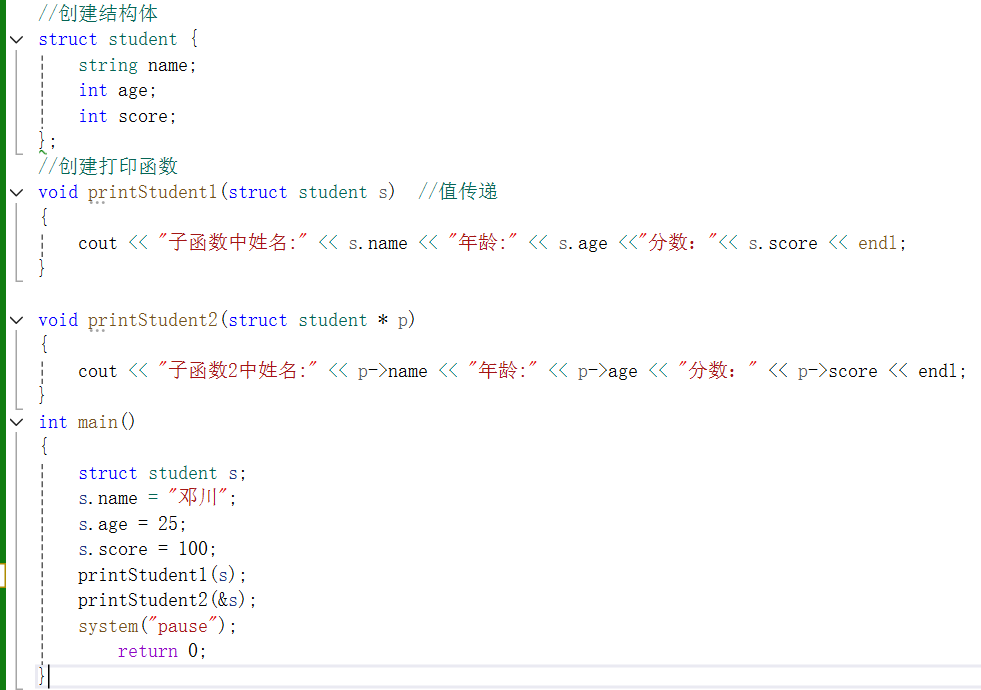 //创建结构体
struct student {
string name;
int age;
int score;
};
//创建打印函数
void printStudent1(struct student s)  //值传递
{
cout << "子函数中姓名:" << s.name << "年龄:" << s.age <<"分数："<< s.score << endl;
}
void printStudent2(struct student * p)
{
cout << "子函数2中姓名:" << p->name << "年龄:" << p->age << "分数：" << p->score << endl;
}
int main()
{
struct student s;
s.name = "邓川";
s.age = 25;
s.score = 100;
printStudent1(s);
printStudent2(&s);
system("pause");
return 0;
}